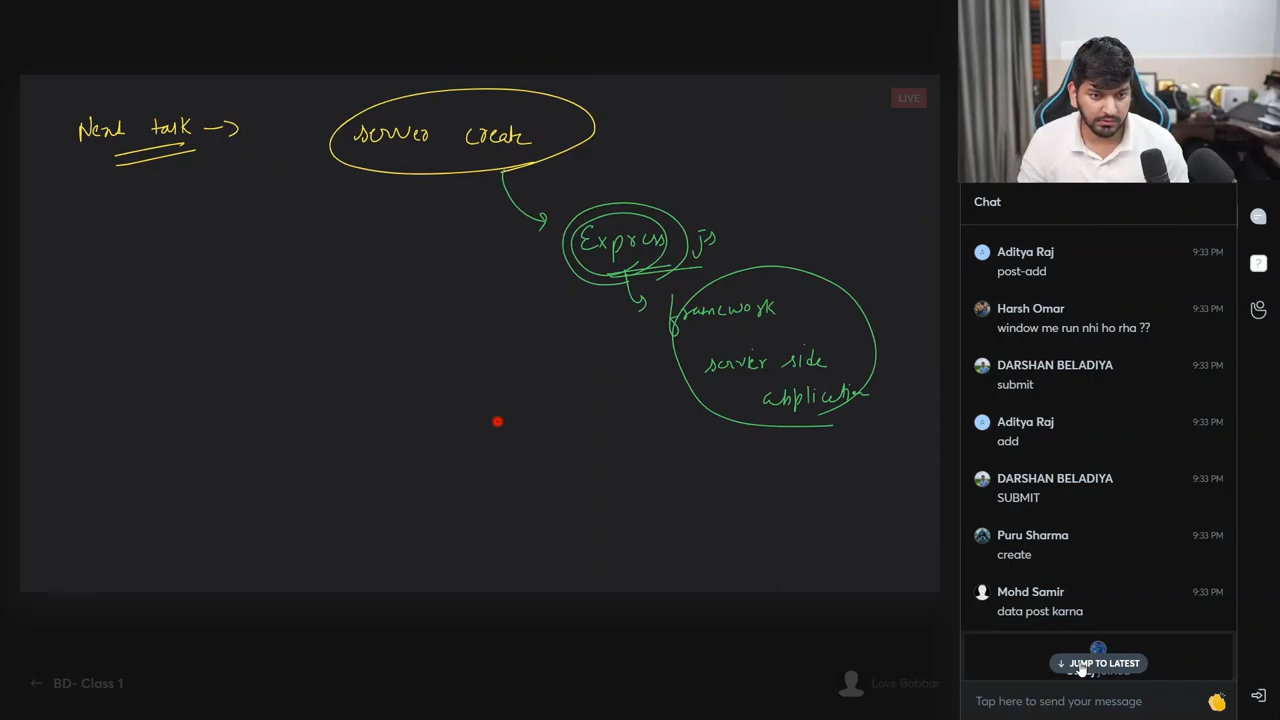 LIVE
Next task →
server create
Express js
framework
server side
application
← BD- Class 1
Love Babbar
Chat
Aditya Raj 9:33 PM
post-add
Harsh Omar 9:33 PM
window me run nhi ho rha ??
DARSHAN BELADIYA 9:33 PM
submit
Aditya Raj 9:33 PM
add
DARSHAN BELADIYA 9:33 PM
SUBMIT
Puru Sharma 9:33 PM
create
Mohd Samir 9:33 PM
data post karna
↓ JUMP TO LATEST
joined
Tap here to send your message